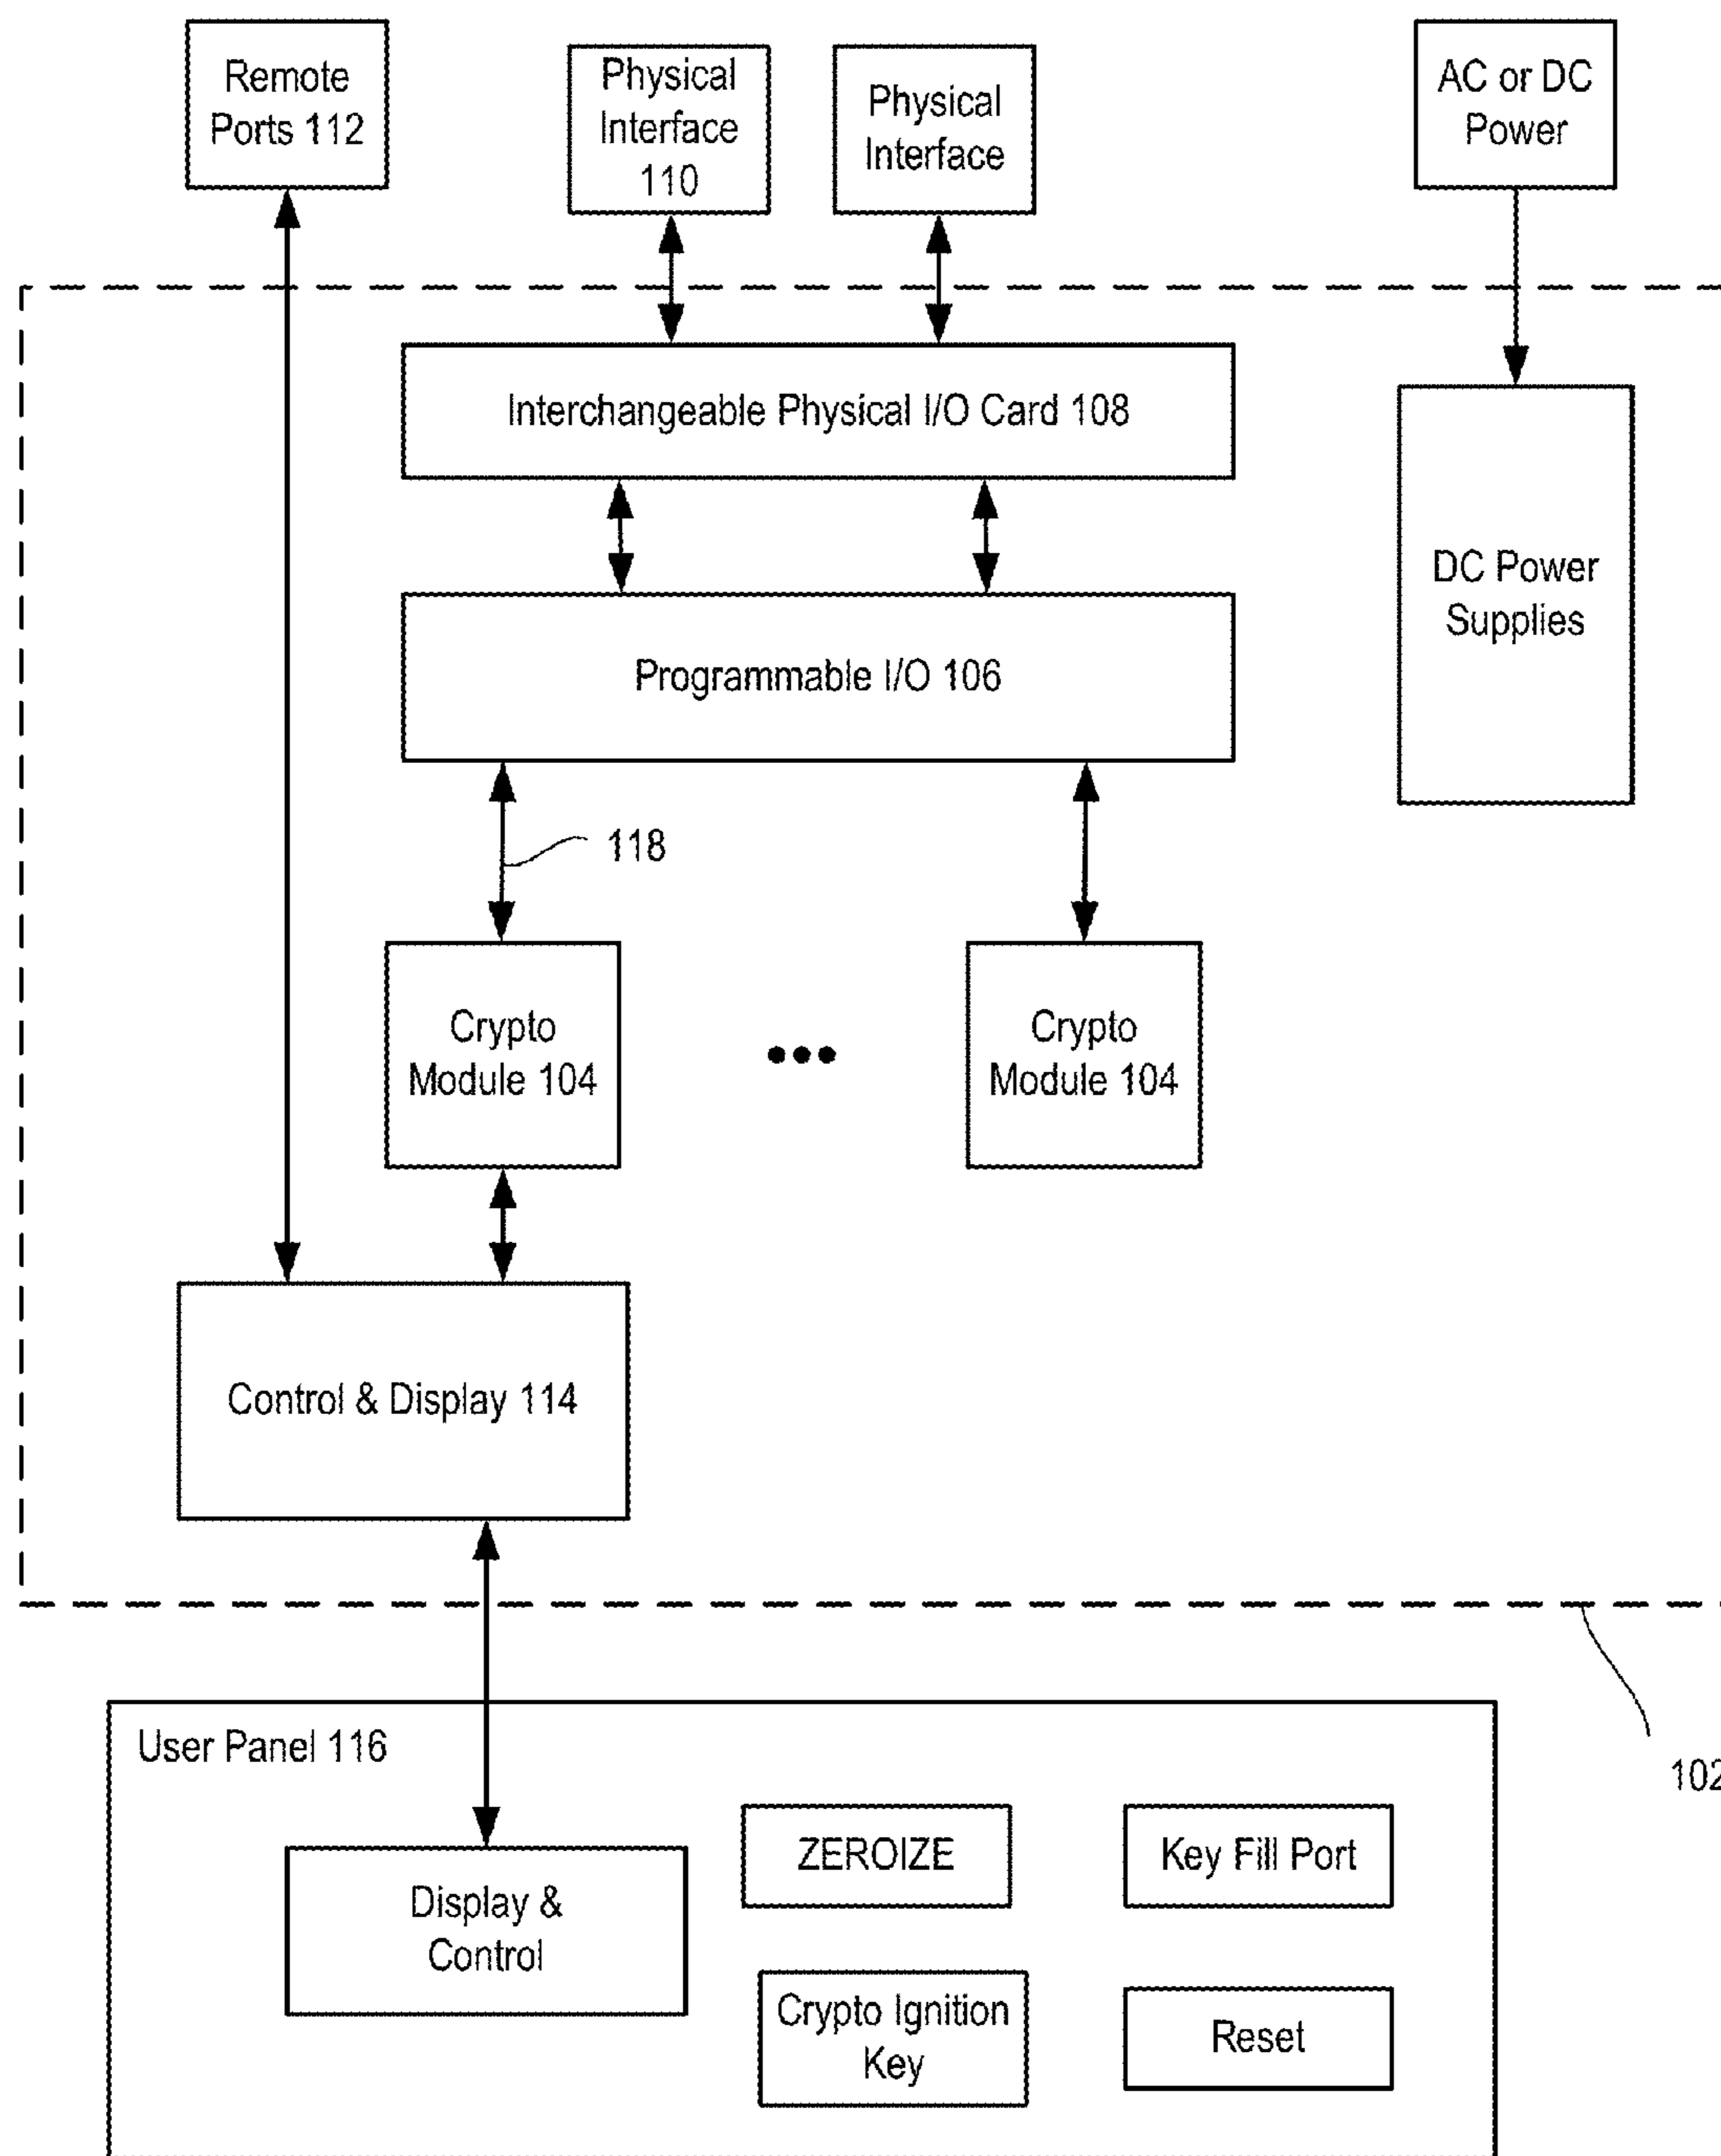 Remote
Ports 112
Physical
Interface
110
Physical
Interface
AC or DC
Power
Interchangeable Physical I/O Card 108
DC Power
Supplies
Programmable I/O 106
118
Crypto
Module 104
Crypto
Module 104
Control & Display 114
102
User Panel 116
ZEROIZE
Key Fill Port
Display &
Control
Crypto Ignition
Key
Reset